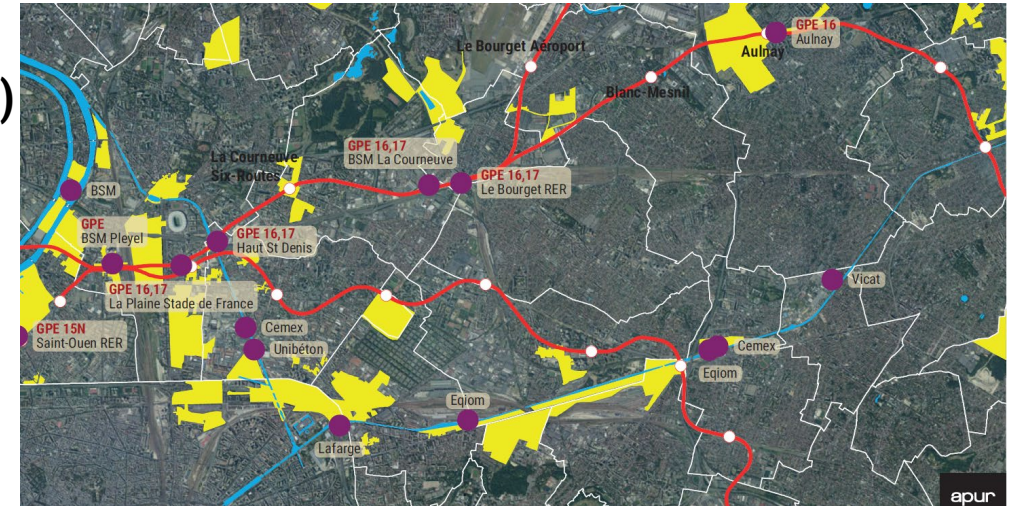 )
Le Bourget Aéroport
GPE 16
Aulnay
Aulnay
Blanc-Mesnil
GPE 16,17
BSM La Courneuve
La Courneuve
Six-Routes
GPE 16,17
Le Bourget RER
BSM
GPE
BSM Pleyel
GPE 16,17
Haut St Denis
GPE 16,17
La Plaine Stade de France
GPE 15N
Saint-Ouen RER
Cemex
Unibéton
Vicat
Cemex
Eqiom
Eqiom
Lafarge
apur